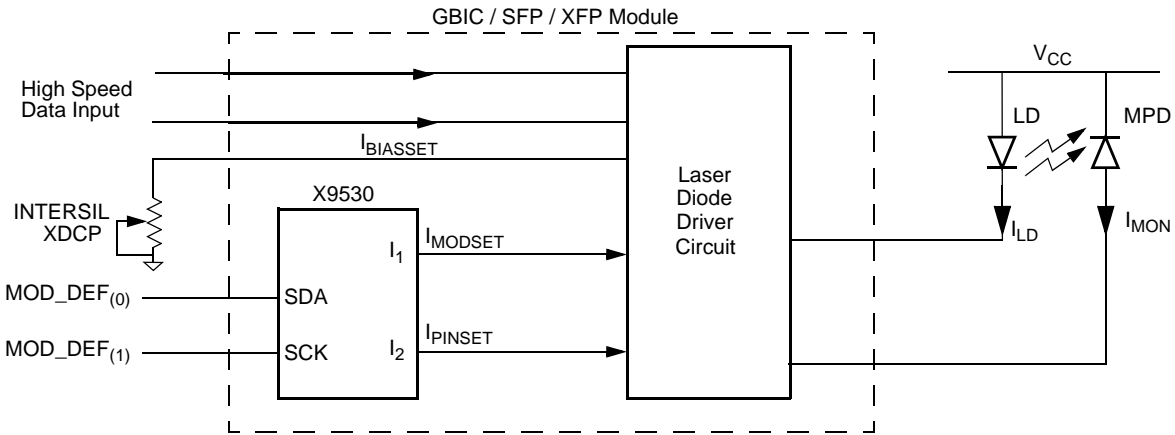 GBIC / SFP / XFP Module
High Speed
Data Input
IBIASSET
INTERSIL
XDCP
X9530
I1
IMODSET
MOD_DEF(0)
SDA
MOD_DEF(1)
SCK
I2
IPINSET
Laser
Diode
Driver
Circuit
VCC
LD
MPD
ILD
IMON